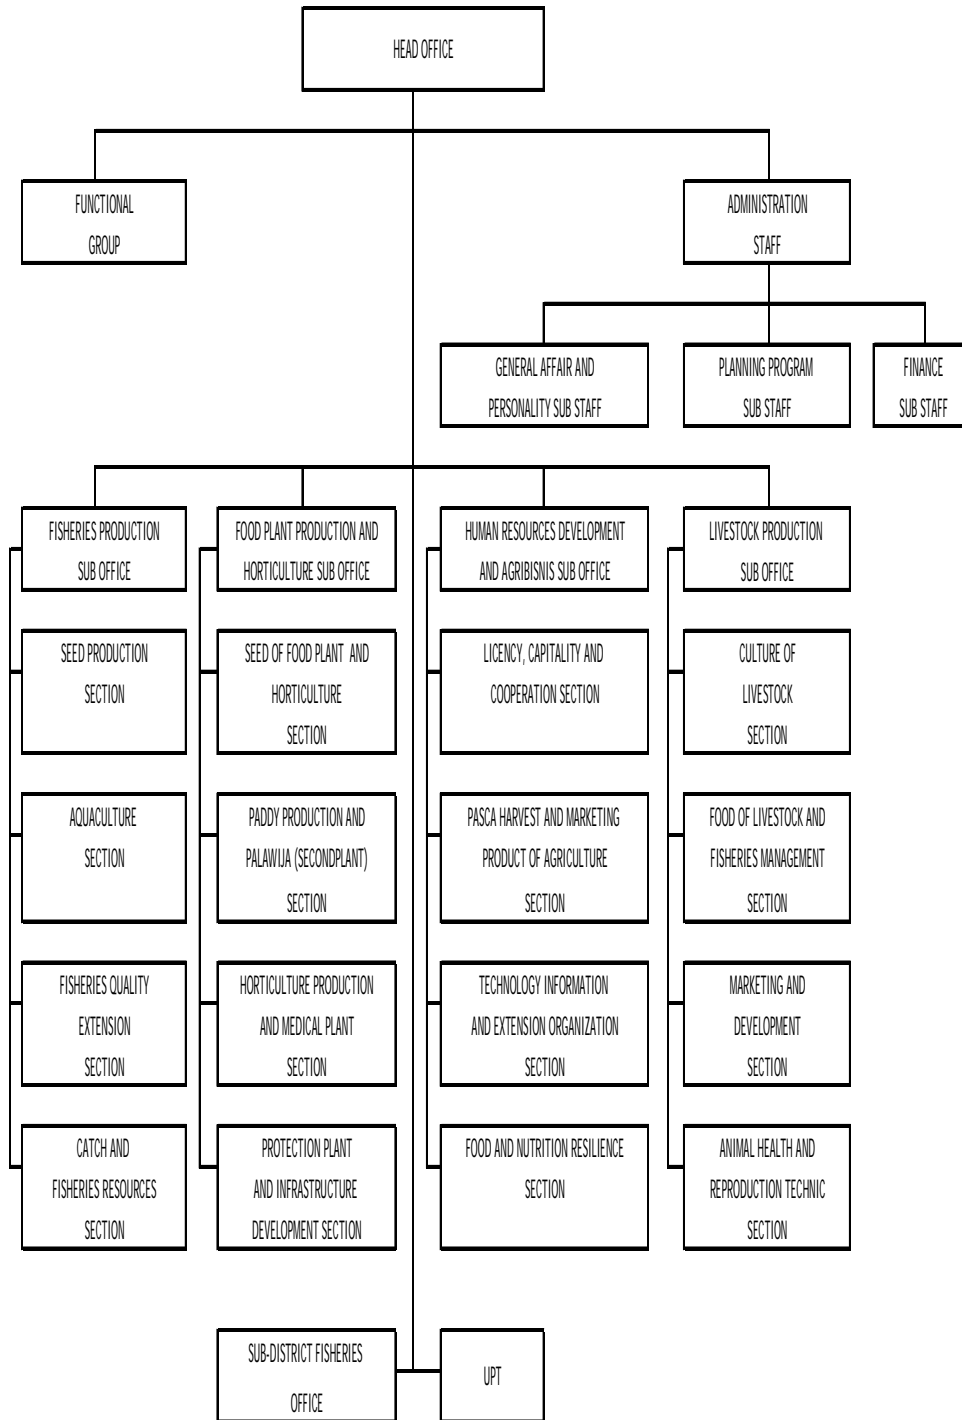 HEAD OFFICE
FUNCTIONAL
GROUP
ADMINISTRATION
STAFF
GENERAL AFFAIR AND
PERSONALITY SUB STAFF
PLANNING PROGRAM
SUB STAFF
FINANCE
SUB STAFF
FISHERIES PRODUCTION
SUB OFFICE
FOOD PLANT PRODUCTION AND
HORTICULTURE SUB OFFICE
HUMAN RESOURCES DEVELOPMENT
AND AGRIBISNIS SUB OFFICE
LIVESTOCK PRODUCTION
SUB OFFICE
SEED PRODUCTION
SECTION
SEED OF FOOD PLANT AND
HORTICULTURE
SECTION
LICENCY, CAPITALITY AND
COOPERATION SECTION
CULTURE OF
LIVESTOCK
SECTION
AQUACULTURE
SECTION
PADDY PRODUCTION AND
PALAWIJA (SECONDPLANT)
SECTION
PASCA HARVEST AND MARKETING
PRODUCT OF AGRICULTURE
SECTION
FOOD OF LIVESTOCK AND
FISHERIES MANAGEMENT
SECTION
FISHERIES QUALITY
EXTENSION
SECTION
HORTICULTURE PRODUCTION
AND MEDICAL PLANT
SECTION
TECHNOLOGY INFORMATION
AND EXTENSION ORGANIZATION
SECTION
MARKETING AND
DEVELOPMENT
SECTION
CATCH AND
FISHERIES RESOURCES
SECTION
PROTECTION PLANT
AND INFRASTRUCTURE
DEVELOPMENT SECTION
FOOD AND NUTRITION RESILIENCE
SECTION
ANIMAL HEALTH AND
REPRODUCTION TECHNIC
SECTION
SUB-DISTRICT FISHERIES
OFFICE
UPT